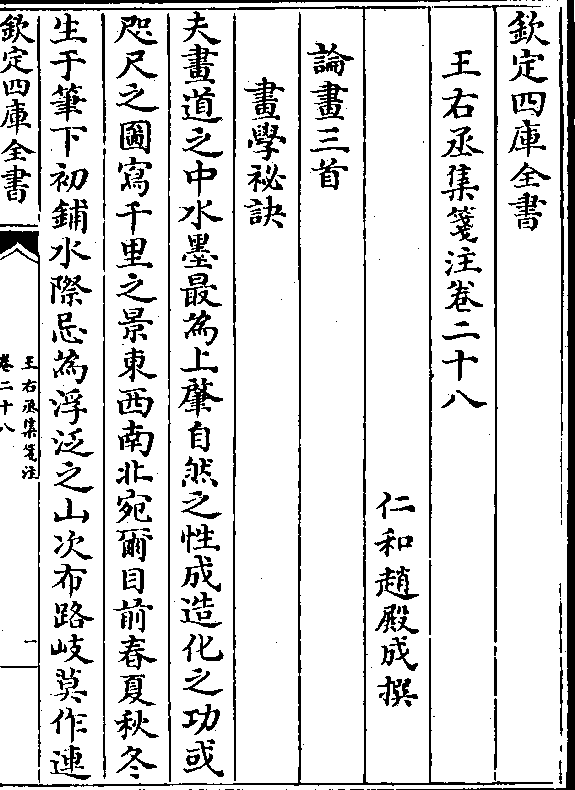 欽定四庫全書
王右丞集箋注卷二十八
仁和趙殿成撰
論畫三首
畫學祕訣
夫畫道之中水墨最為上肇自然之性成造化之功或
咫尺之圖寫千里之景東西南北宛爾目前春夏秋冬
生于筆下初鋪水際忌為浮泛之山次布路岐莫作連
欽定四庫全書
王右丞集箋注
卷二十八
一